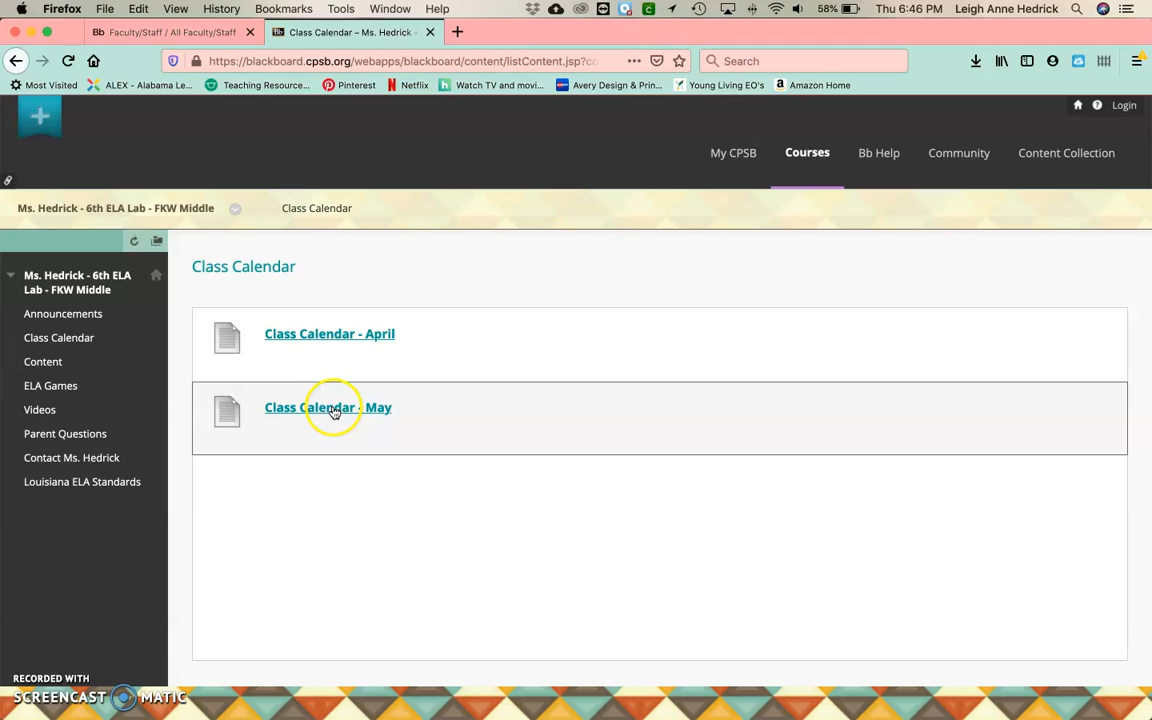 Firefox File Edit View History Bookmarks Tools Window Help 58% Thu 6:46 PM Leigh Anne Hedrick
Bb Faculty/Staff / All Faculty/Staff Class Calendar – Ms. Hedrick -
https://blackboard.cpsb.org/webapps/blackboard/content/listContent.jsp?co Search
Most Visited ALEX - Alabama Le... Teaching Resource... Pinterest Netflix Watch TV and movi... Avery Design & Prin... Young Living EO's Amazon Home
Login
My CPSB Courses Bb Help Community Content Collection
Ms. Hedrick - 6th ELA Lab - FKW Middle Class Calendar
Ms. Hedrick - 6th ELA
Lab - FKW Middle
Announcements
Class Calendar
Content
ELA Games
Videos
Parent Questions
Contact Ms. Hedrick
Louisiana ELA Standards
Class Calendar
Class Calendar - April
Class Calendar - May
RECORDED WITH
SCREENCAST MATIC